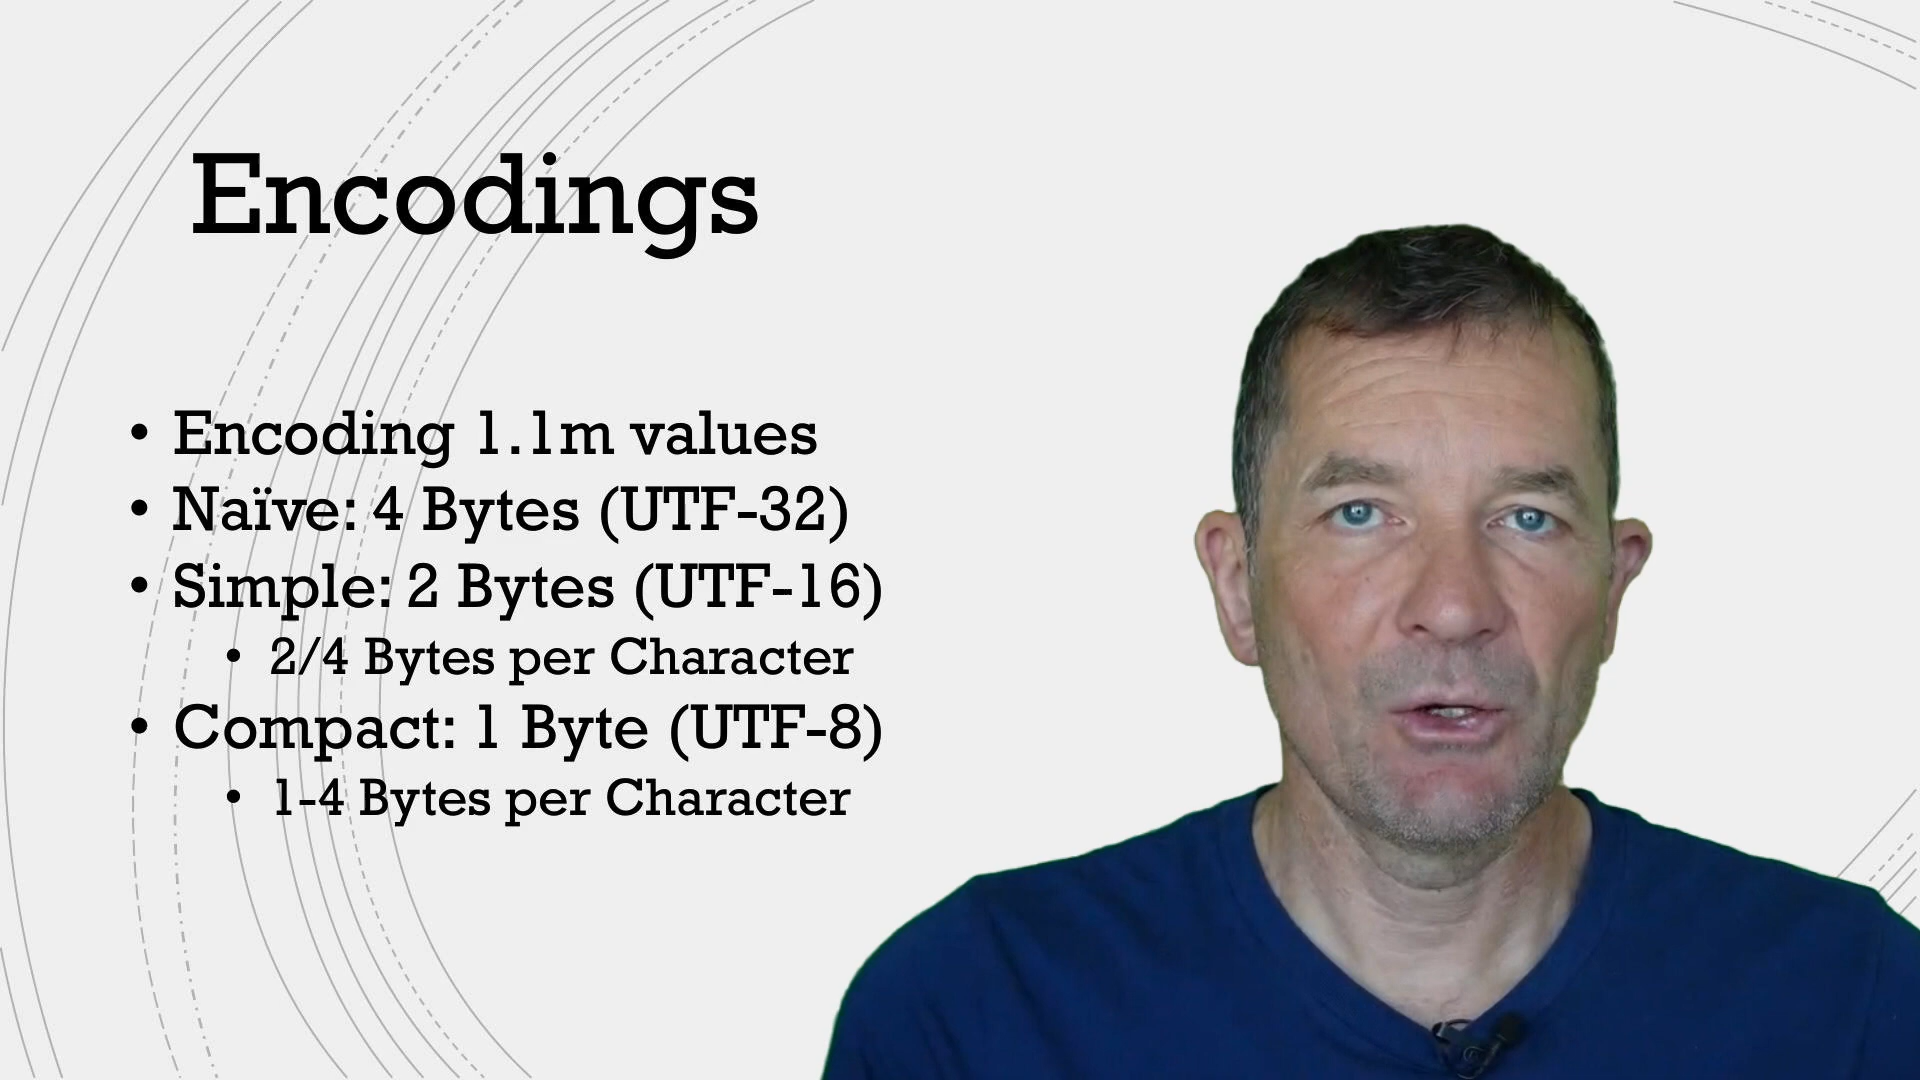 Encodings
• Encoding 1.1m values
• Naïve: 4 Bytes (UTF-32)
• Simple: 2 Bytes (UTF-16)
• 2/4 Bytes per Character
• Compact: 1 Byte (UTF-8)
• 1-4 Bytes per Character